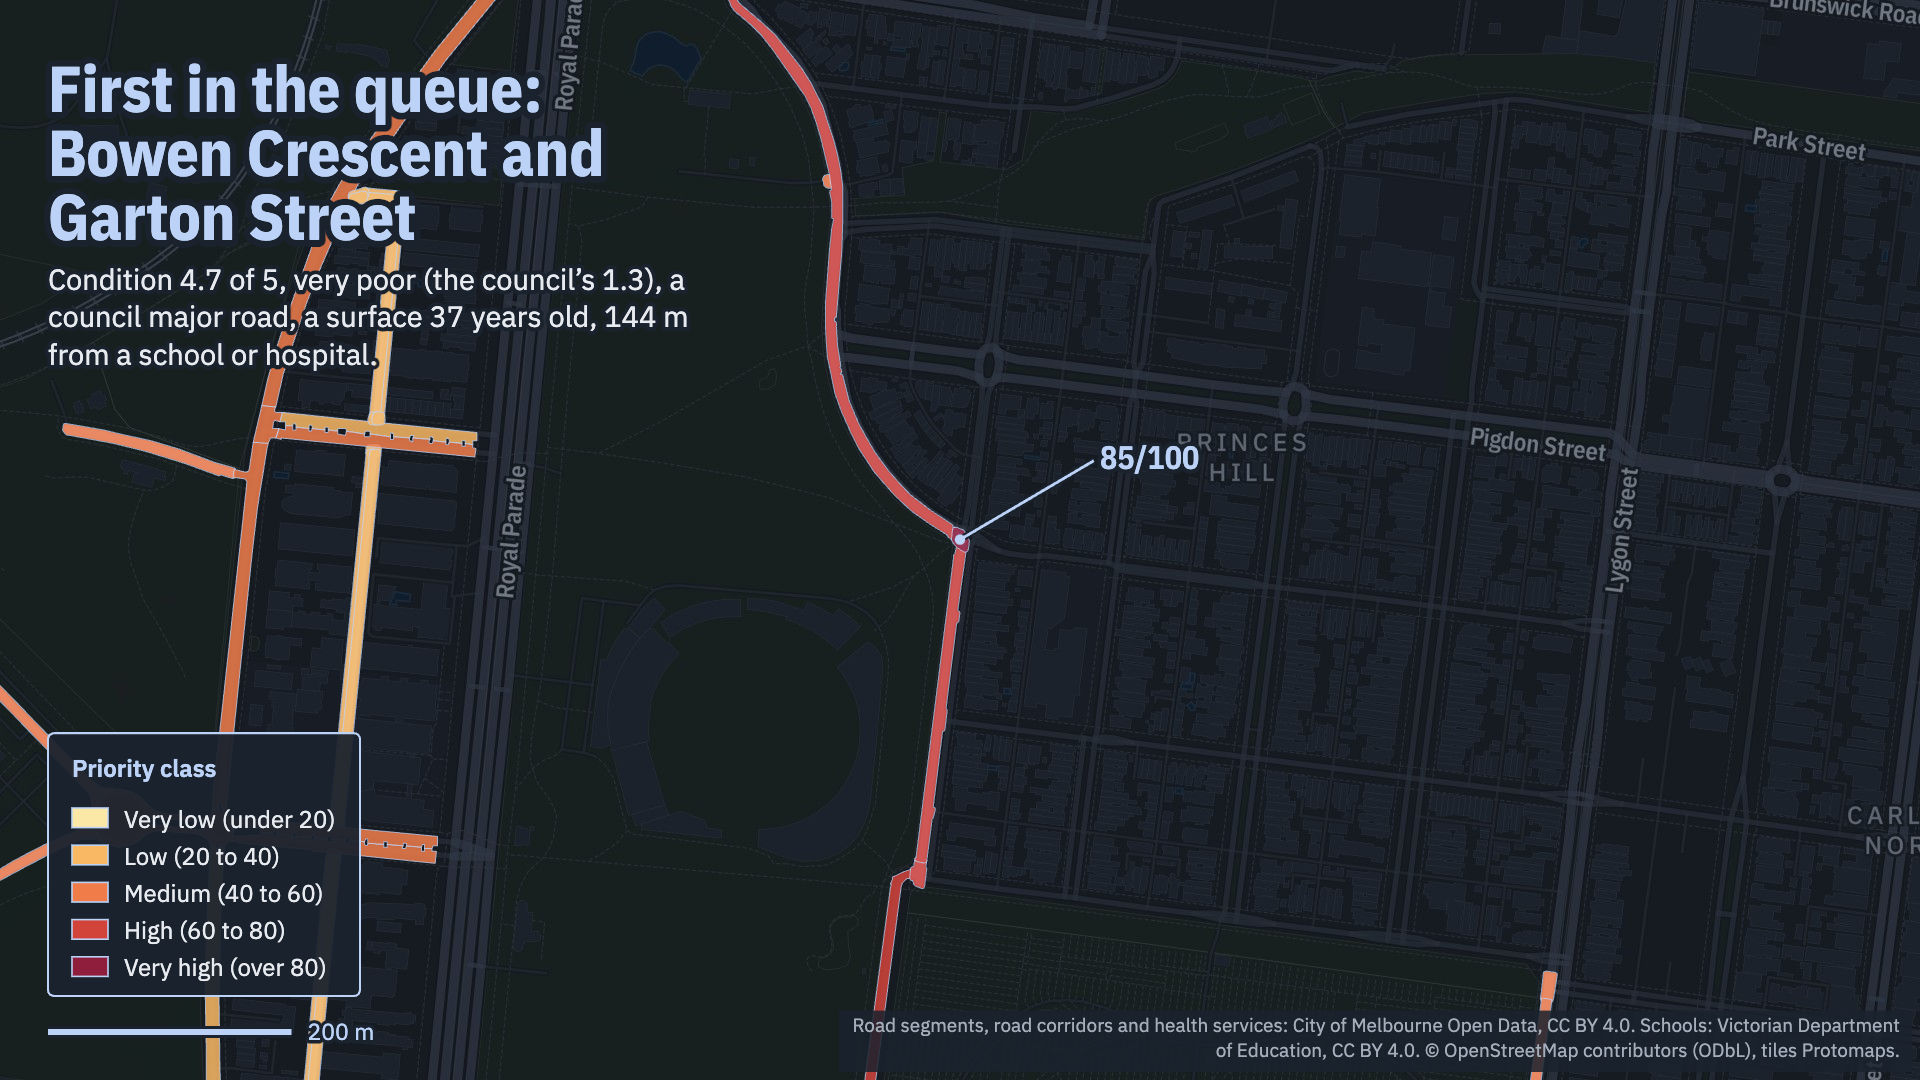 First in the queue:
Bowen Crescent and
Garton Street
Condition 4.7 of 5, very poor (the council’s 1.3), a
council major road, a surface 37 years old, 144 m
from a school or hospital.
Royal Parade
Brunswick Road
Park Street
85/100
PRINCES
HILL
Pigdon Street
Lygon Street
Royal Parade
CARL
NOR
Priority class
Very low (under 20)
Low (20 to 40)
Medium (40 to 60)
High (60 to 80)
Very high (over 80)
200 m
Road segments, road corridors and health services: City of Melbourne Open Data, CC BY 4.0. Schools: Victorian Department
of Education, CC BY 4.0. © OpenStreetMap contributors (ODbL), tiles Protomaps.